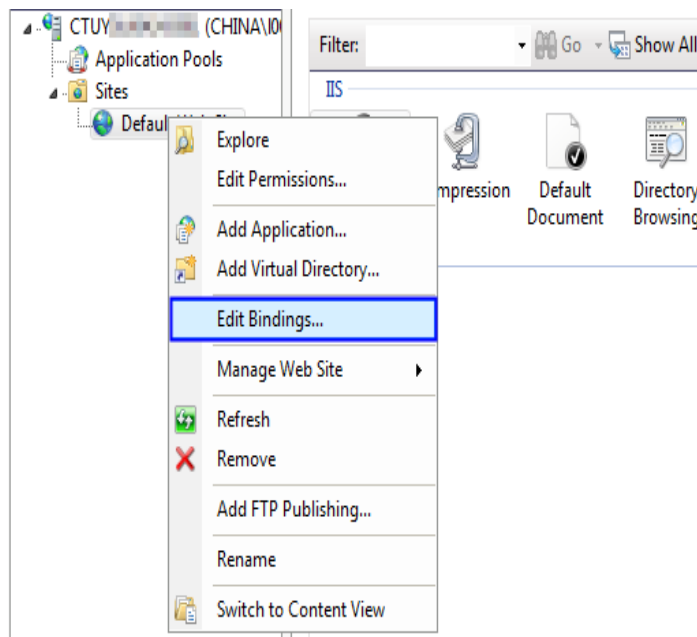 CTUY (CHINA\I0
Application Pools
Sites
Filter:
Go
Show All
IIS
mpression
Default
Document
Directory
Browsing
Explore
Edit Permissions...
Add Application...
Add Virtual Directory...
Edit Bindings...
Manage Web Site
Refresh
Remove
Add FTP Publishing...
Rename
Switch to Content View